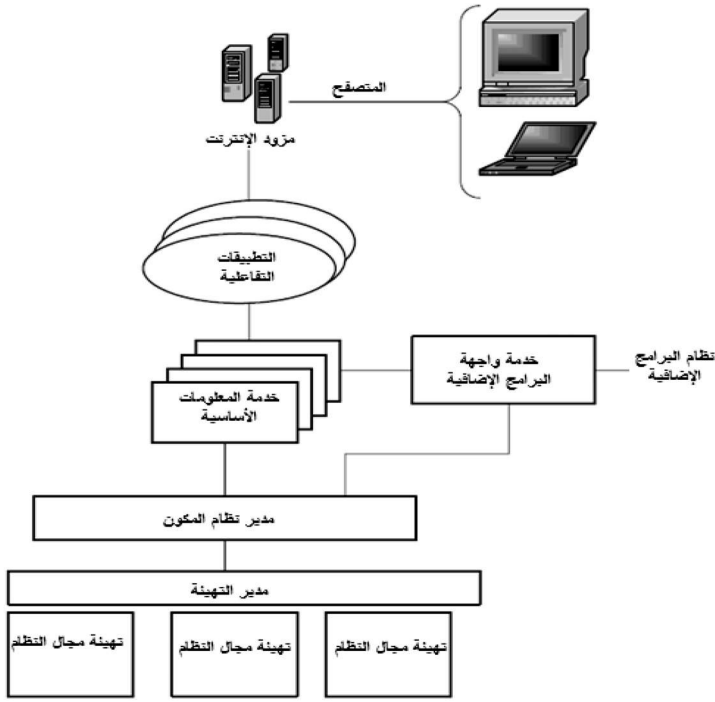 المتصفح
مزود الإنترنت
التطبيقات
التفاعلية
خدمة المعلومات
الأساسية
خدمة واجهة
البرامج الإضافية
نظام البرامج
الإضافية
مدير نظام المكون
مدير التهيئة
تهيئة مجال النظام
تهيئة مجال النظام
تهيئة مجال النظام